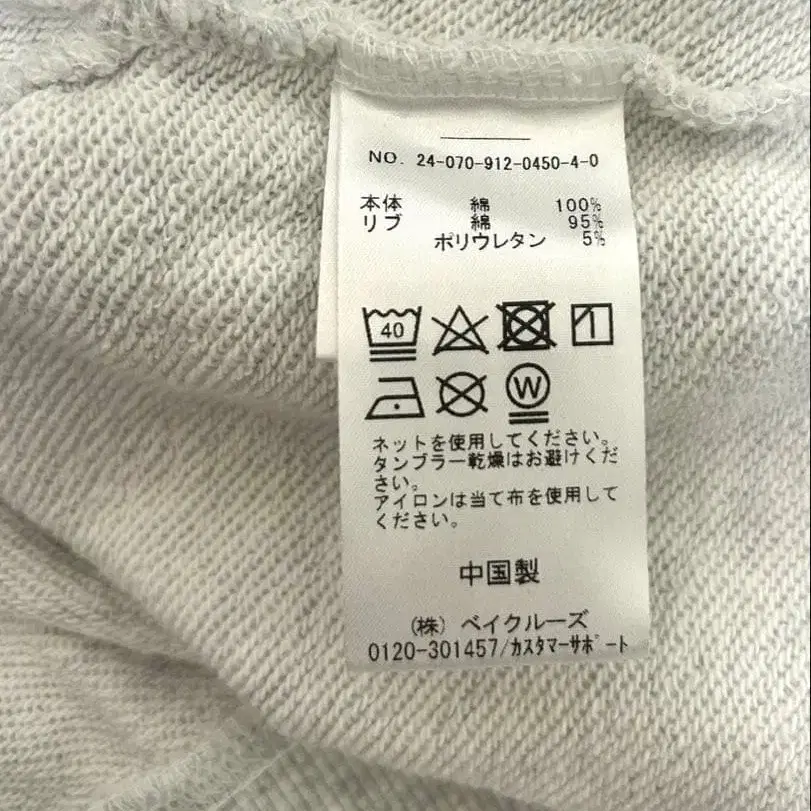 NO. 24-070-912-0450-4-0
本体 綿 100%
リブ 綿 95%
ポリウレタン 5%
40
W
ネットを使用してください。
タンブラー乾燥はお避けくだ
さい。
アイロンは当て布を使用して
ください。
中国製
(株) ベイクルーズ
0120-301457/カスタマーサポート